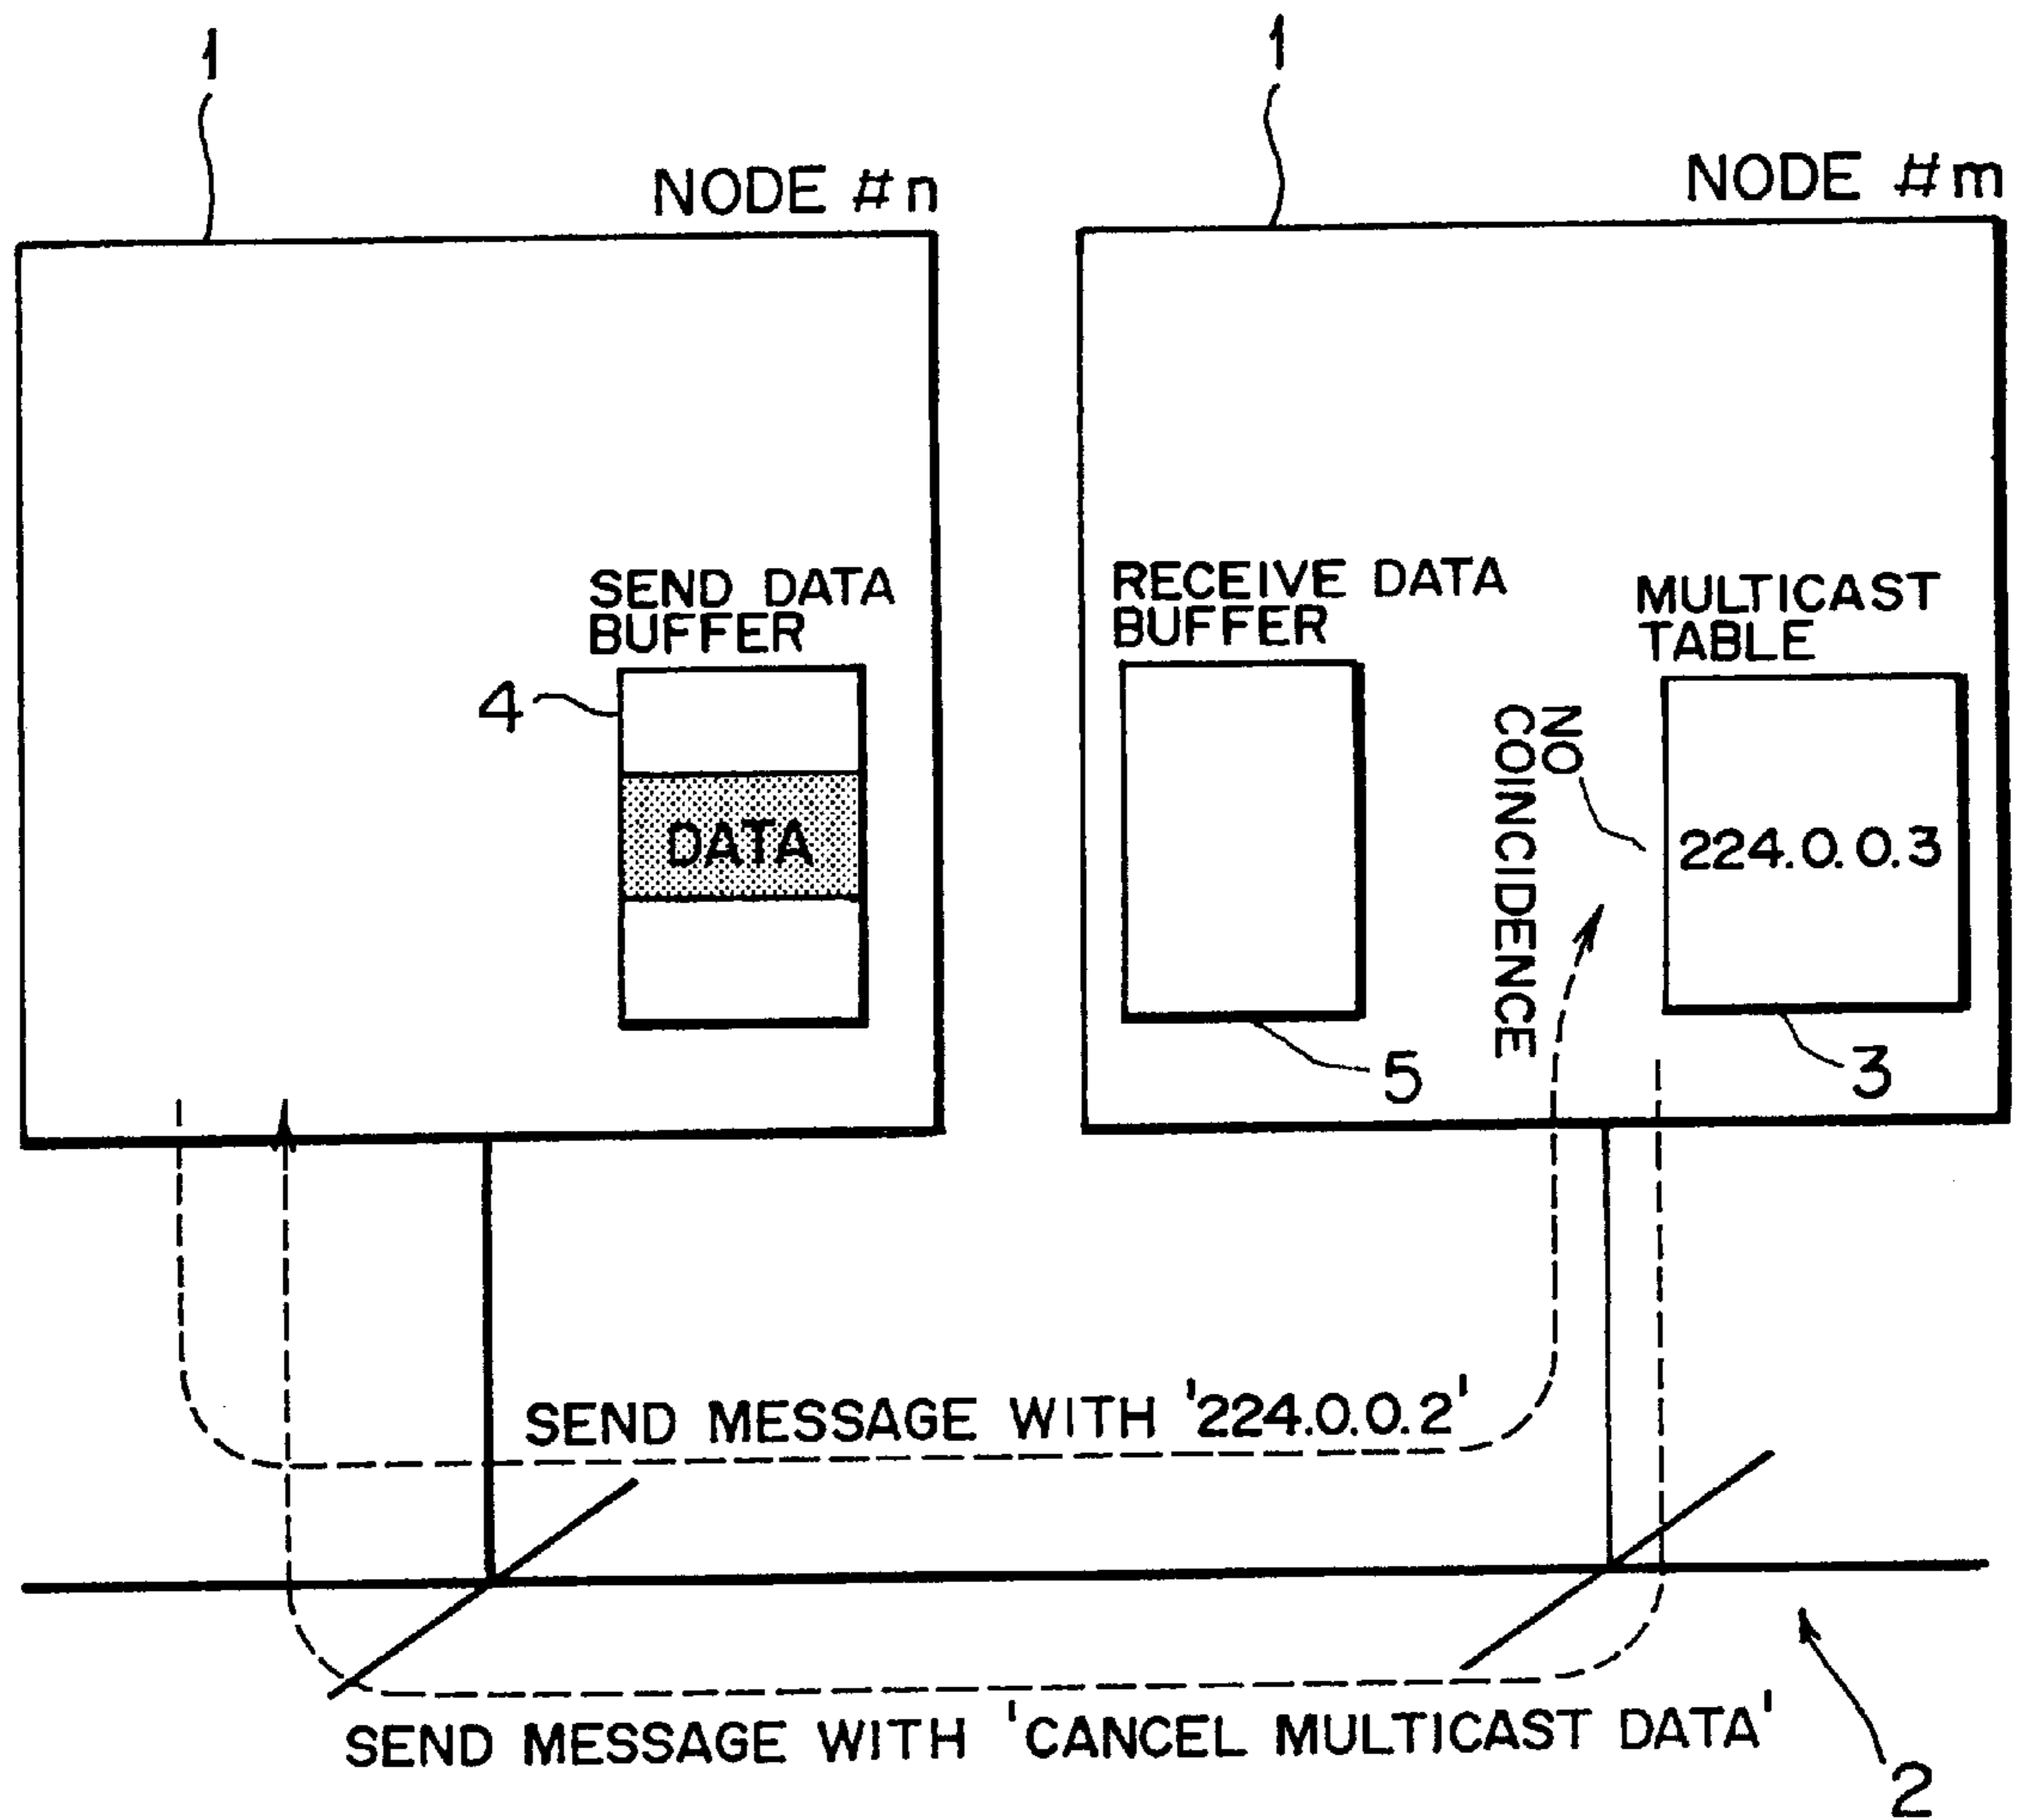 1
1
NODE #n
NODE #m
SEND DATA
BUFFER
4
DATA
RECEIVE DATA
BUFFER
5
MULTICAST
TABLE
NO
COINCIDENCE
224.0.0.3
3
SEND MESSAGE WITH '224.0.0.2'
SEND MESSAGE WITH 'CANCEL MULTICAST DATA'
2